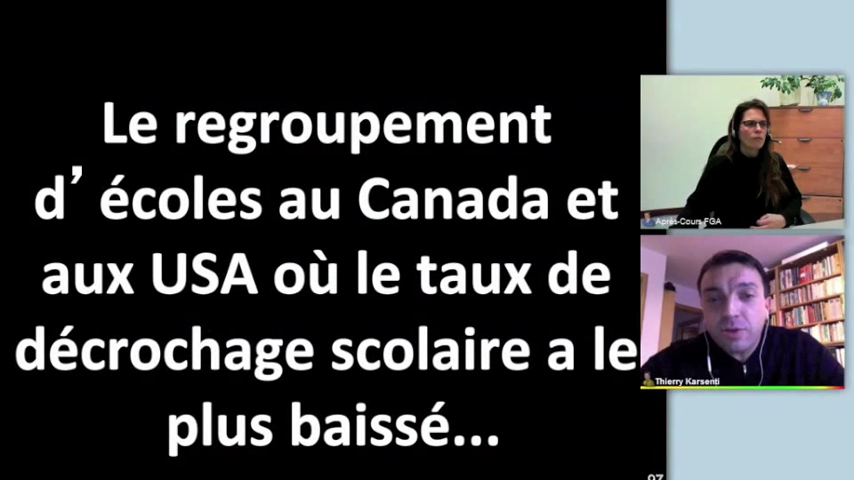 Le regroupement
d’ écoles au Canada et
aux USA où le taux de
décrochage scolaire a le
plus baissé...
Après-Cours FGA
Thierry Karsenti
97